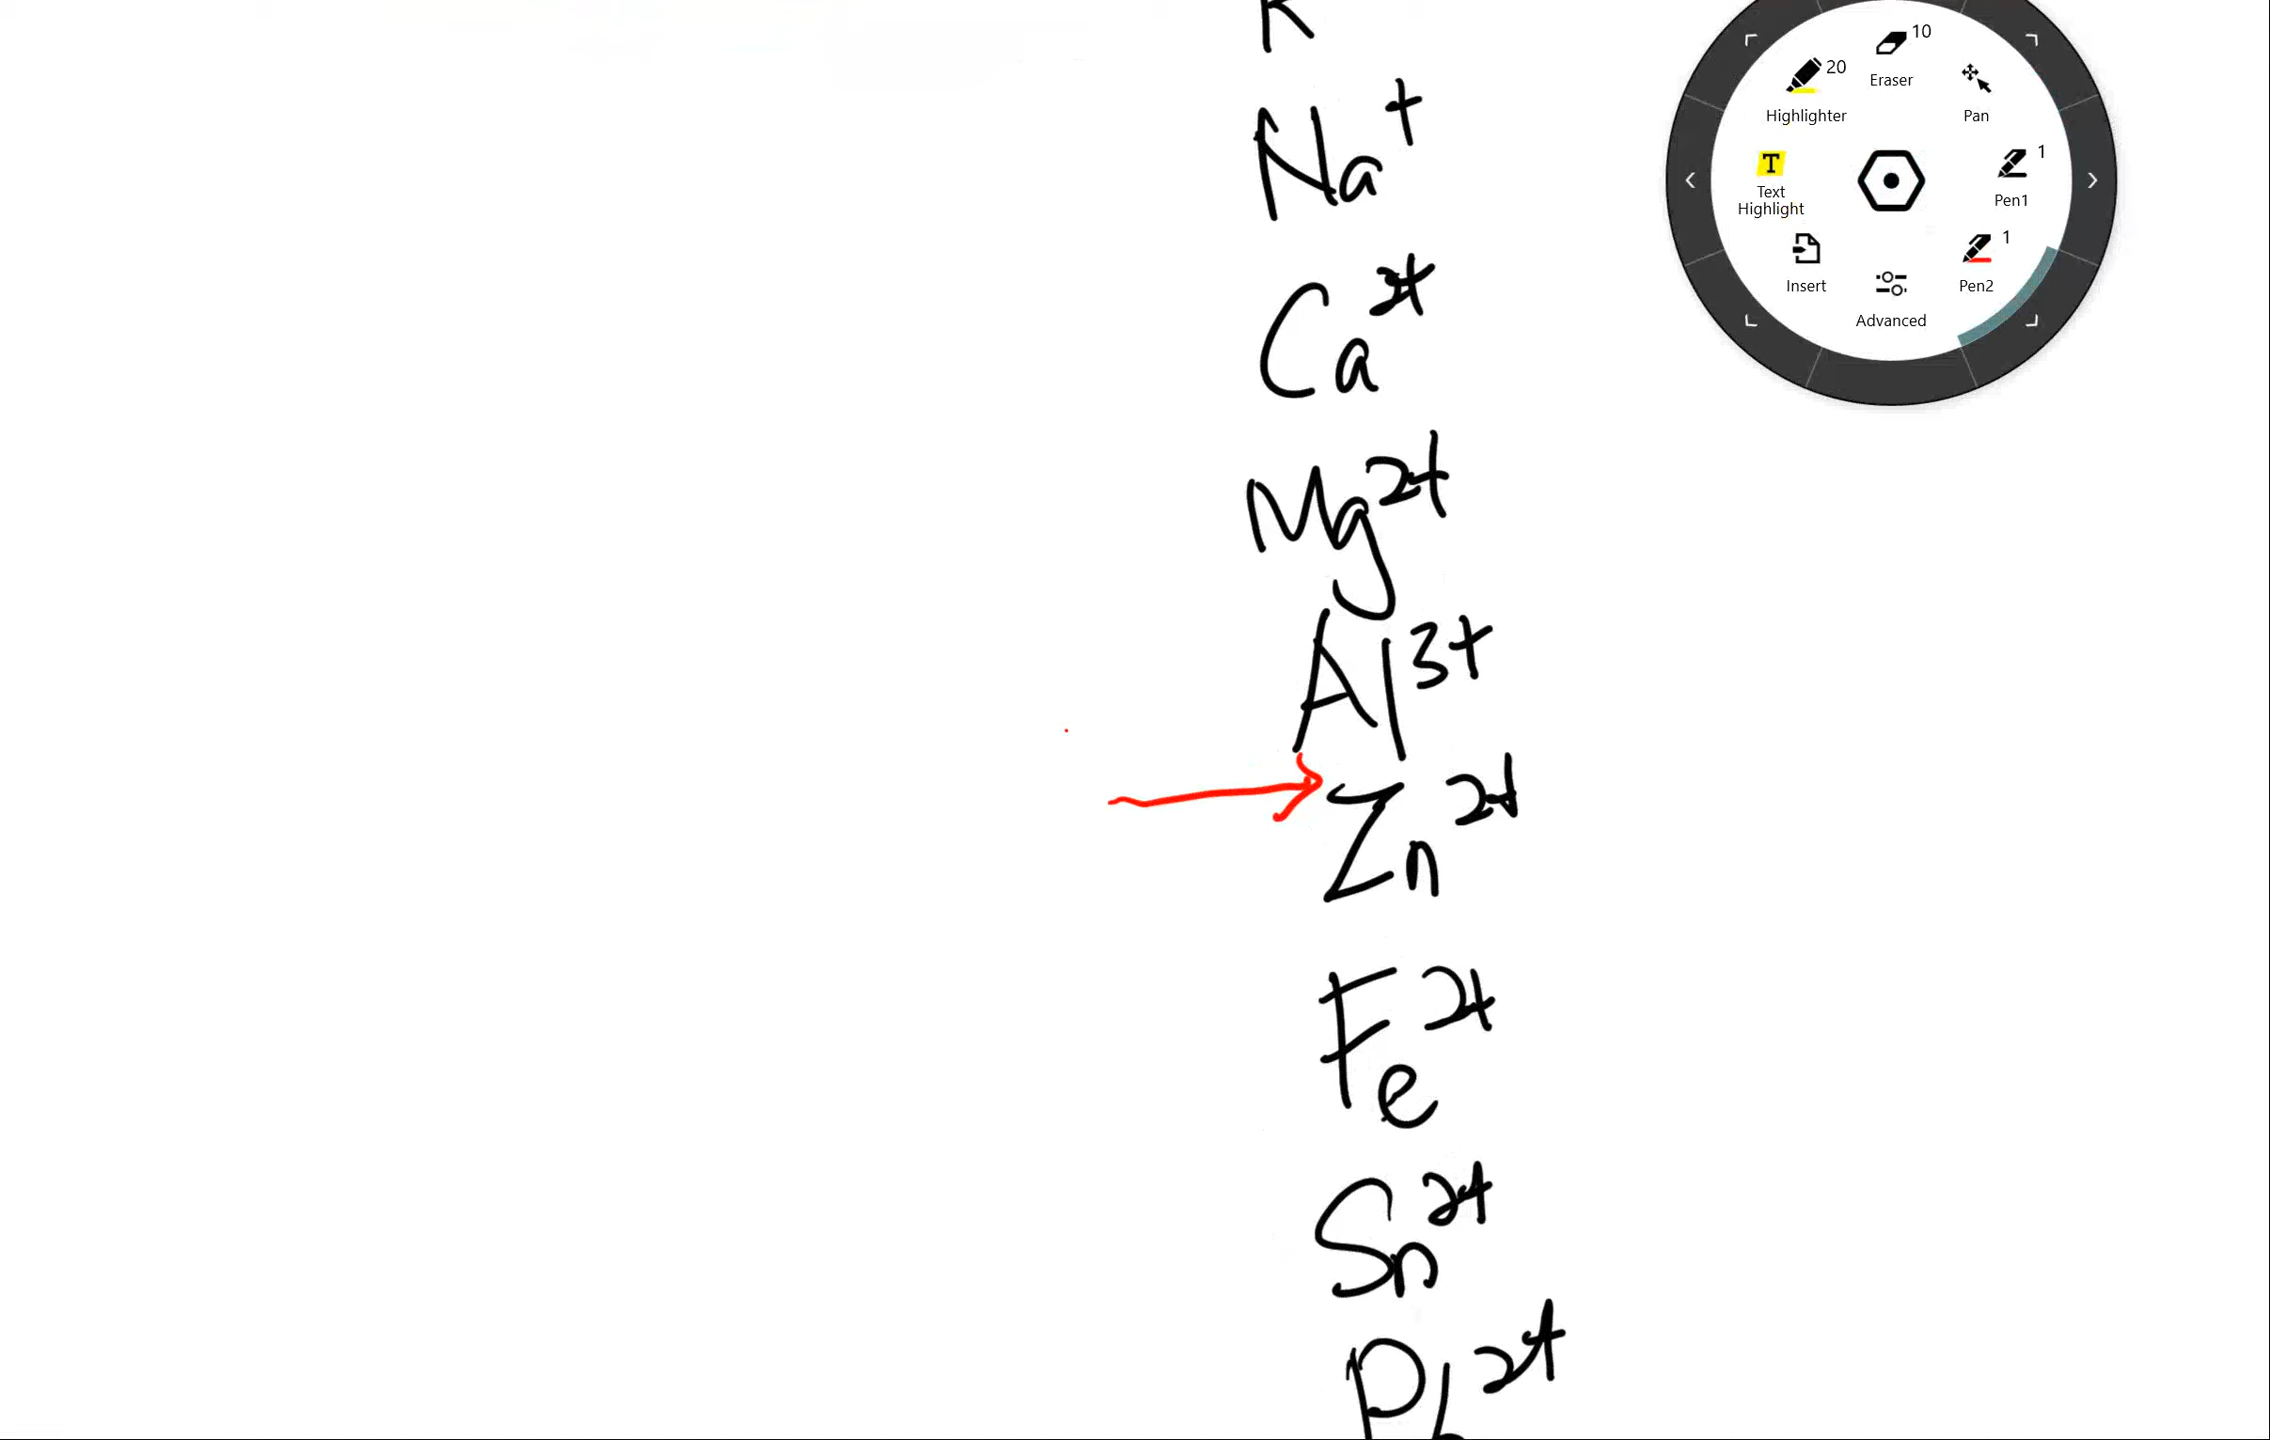 K
Na⁺
Ca²⁺
Mg²⁺
Al³⁺
Zn²⁺
Fe²⁺
Sn²⁺
Pb²⁺
10
Eraser
20
Highlighter
Pan
T
Text
Highlight
1
Pen1
Insert
1
Pen2
Advanced